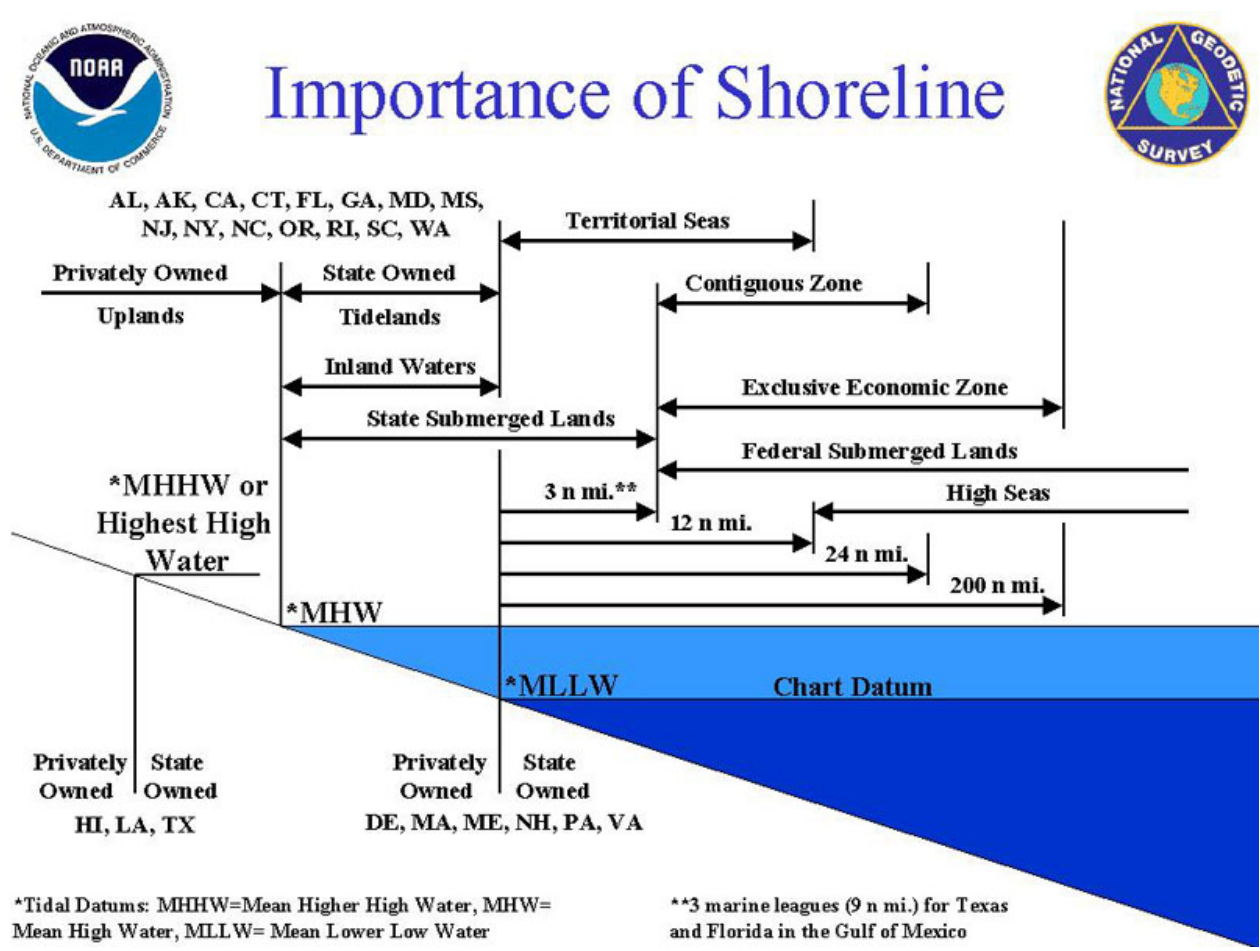 NATIONAL OCEANIC AND ATMOSPHERIC ADMINISTRATION
NOAA
U.S. DEPARTMENT OF COMMERCE
Importance of Shoreline
NATIONAL GEODETIC
SURVEY
AL, AK, CA, CT, FL, GA, MD, MS,
NJ, NY, NC, OR, RI, SC, WA
Territorial Seas
Privately Owned
State Owned
Contiguous Zone
Uplands
Tidelands
Inland Waters
Exclusive Economic Zone
State Submerged Lands
Federal Submerged Lands
*MHHW or
Highest High
Water
3 n mi.**
High Seas
12 n mi.
24 n mi.
200 n mi.
*MHW
*MLLW
Chart Datum
Privately
Owned
State
Owned
HI, LA, TX
Privately
Owned
State
Owned
DE, MA, ME, NH, PA, VA
*Tidal Datums: MHHW=Mean Higher High Water, MHW=
Mean High Water, MLLW= Mean Lower Low Water
**3 marine leagues (9 n mi.) for Texas
and Florida in the Gulf of Mexico